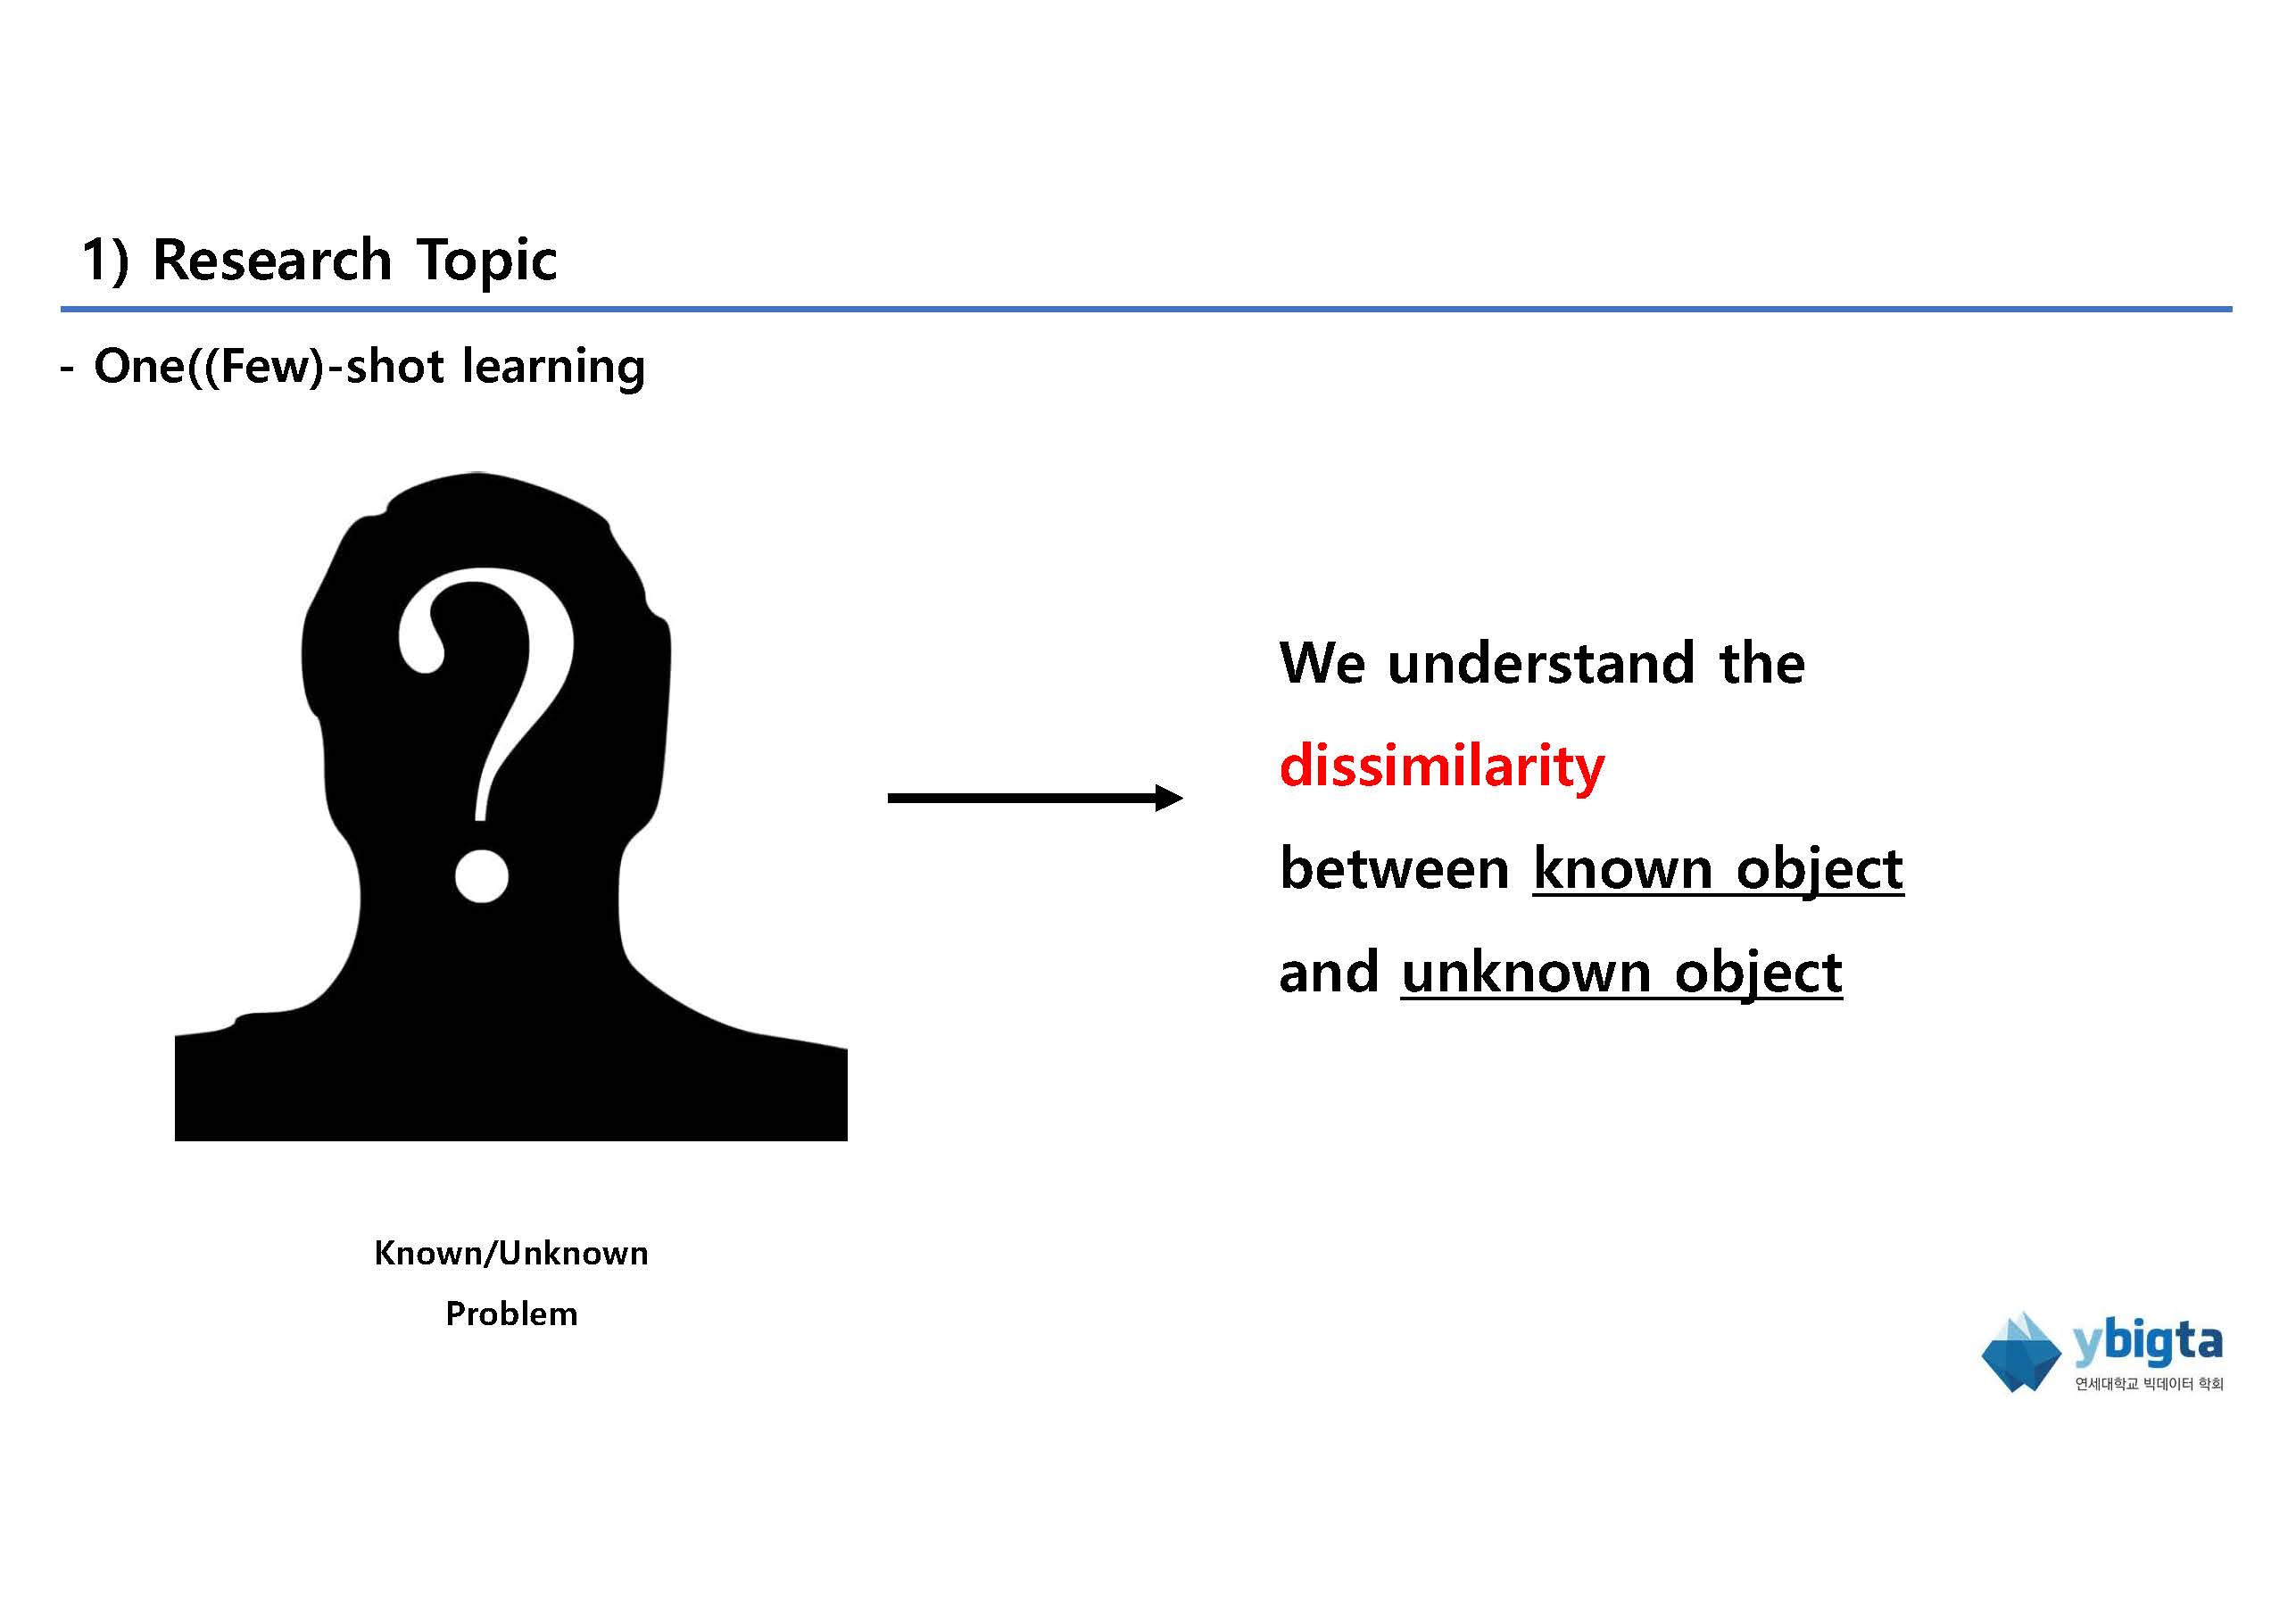 1) Research Topic
- One((Few)-shot learning
?
We understand the
dissimilarity
between known object
and unknown object
Known/Unknown
Problem
ybigta
연세대학교 빅데이터 학회